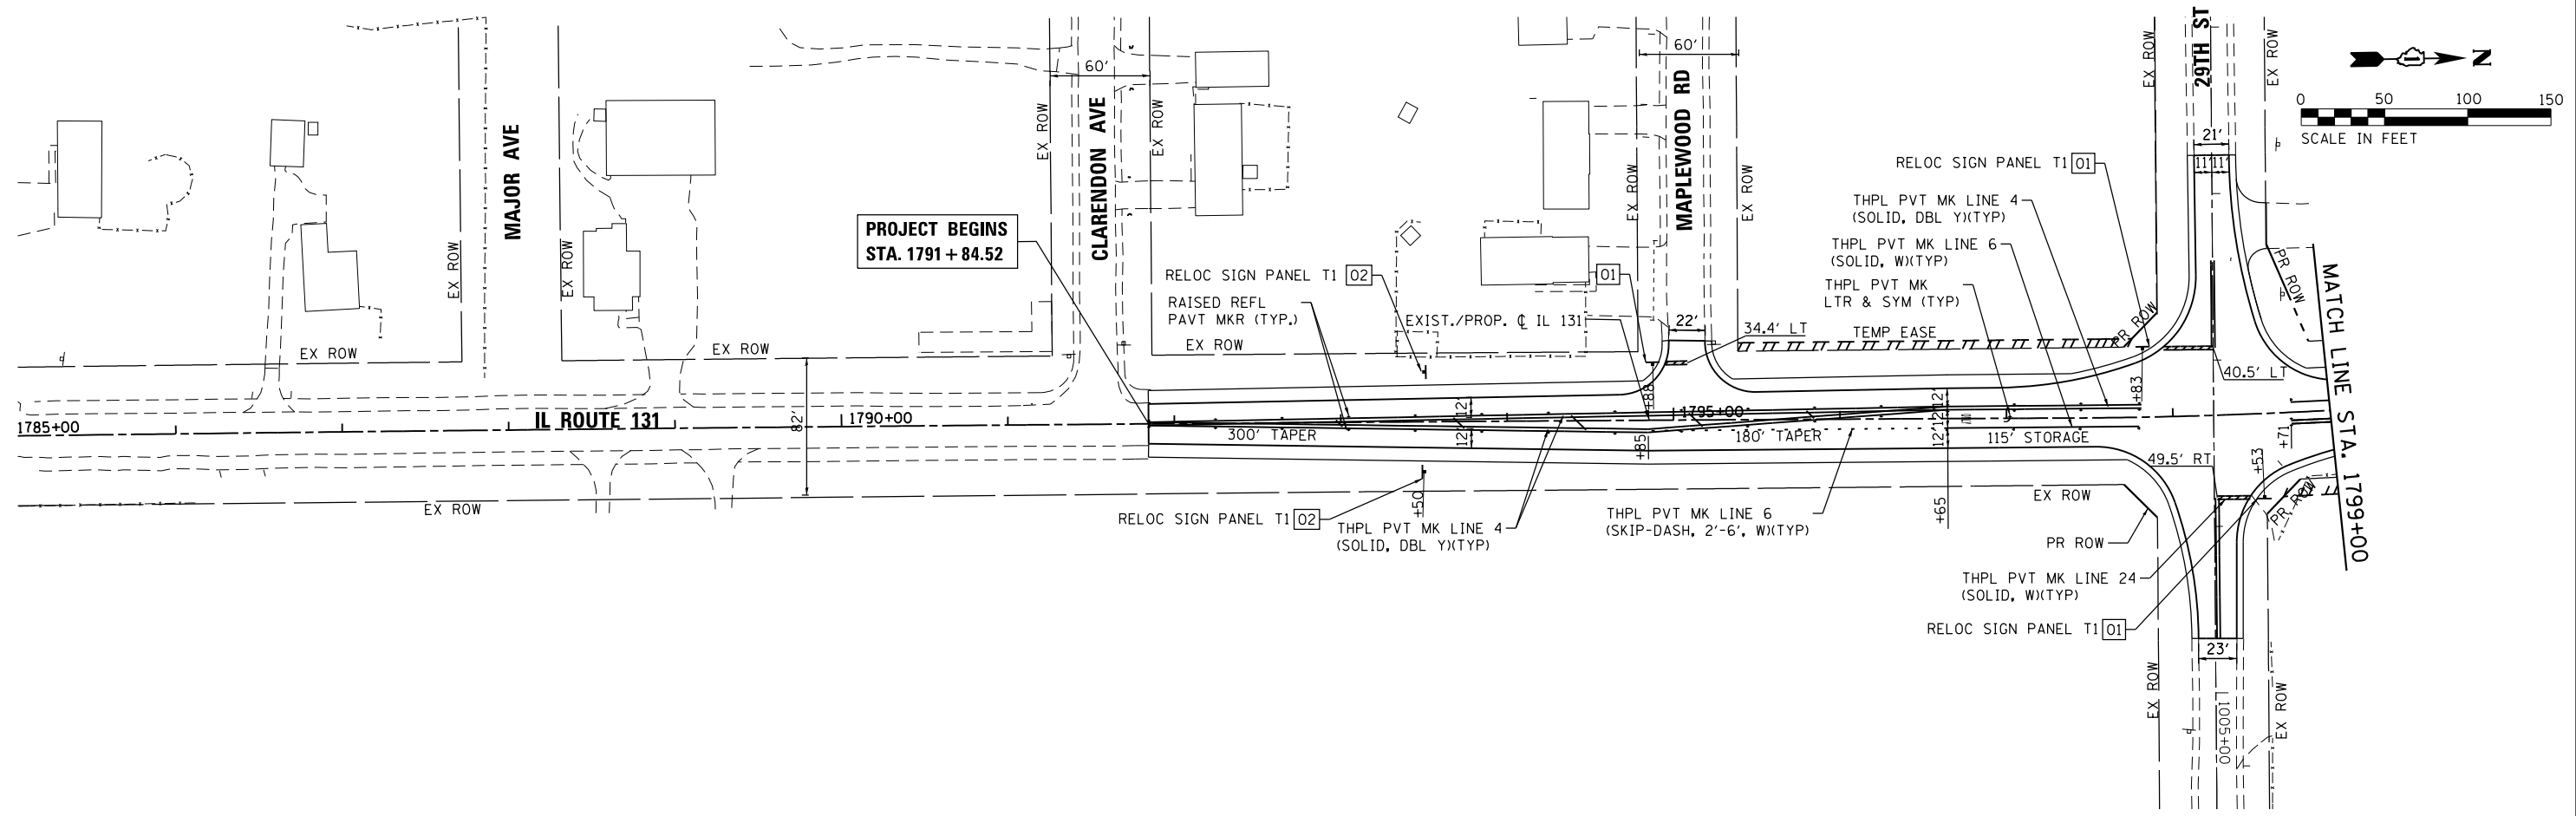 29TH ST
EX ROW
EX ROW
N
0 50 100 150
SCALE IN FEET
60'
60'
21'
11' 11'
MAJOR AVE
CLARENDON AVE
EX ROW
EX ROW
MAPLEWOOD RD
EX ROW
EX ROW
EX ROW
EX ROW
RELOC SIGN PANEL T1 01
THPL PVT MK LINE 4
(SOLID, DBL Y)(TYP)
THPL PVT MK LINE 6
(SOLID, W)(TYP)
THPL PVT MK
LTR & SYM (TYP)
PROJECT BEGINS
STA. 1791+84.52
RELOC SIGN PANEL T1 02
01
RAISED REFL
PAVT MKR (TYP.)
EXIST./PROP. ℄ IL 131
22'
34.4' LT
TEMP EASE
PR ROW
PR ROW
MATCH LINE STA. 1799+00
EX ROW
EX ROW
EX ROW
40.5' LT
+83
+88
82'
12'
12'
12'
12'
12'
1785+00
IL ROUTE 131
1790+00
1795+00
300' TAPER
180' TAPER
115' STORAGE
+85
+71
+53
49.5' RT
EX ROW
EX ROW
+50
+65
RELOC SIGN PANEL T1 02
THPL PVT MK LINE 4
(SOLID, DBL Y)(TYP)
THPL PVT MK LINE 6
(SKIP-DASH, 2'-6', W)(TYP)
PR ROW
PR ROW
THPL PVT MK LINE 24
(SOLID, W)(TYP)
RELOC SIGN PANEL T1 01
23'
EX ROW
EX ROW
1005+00